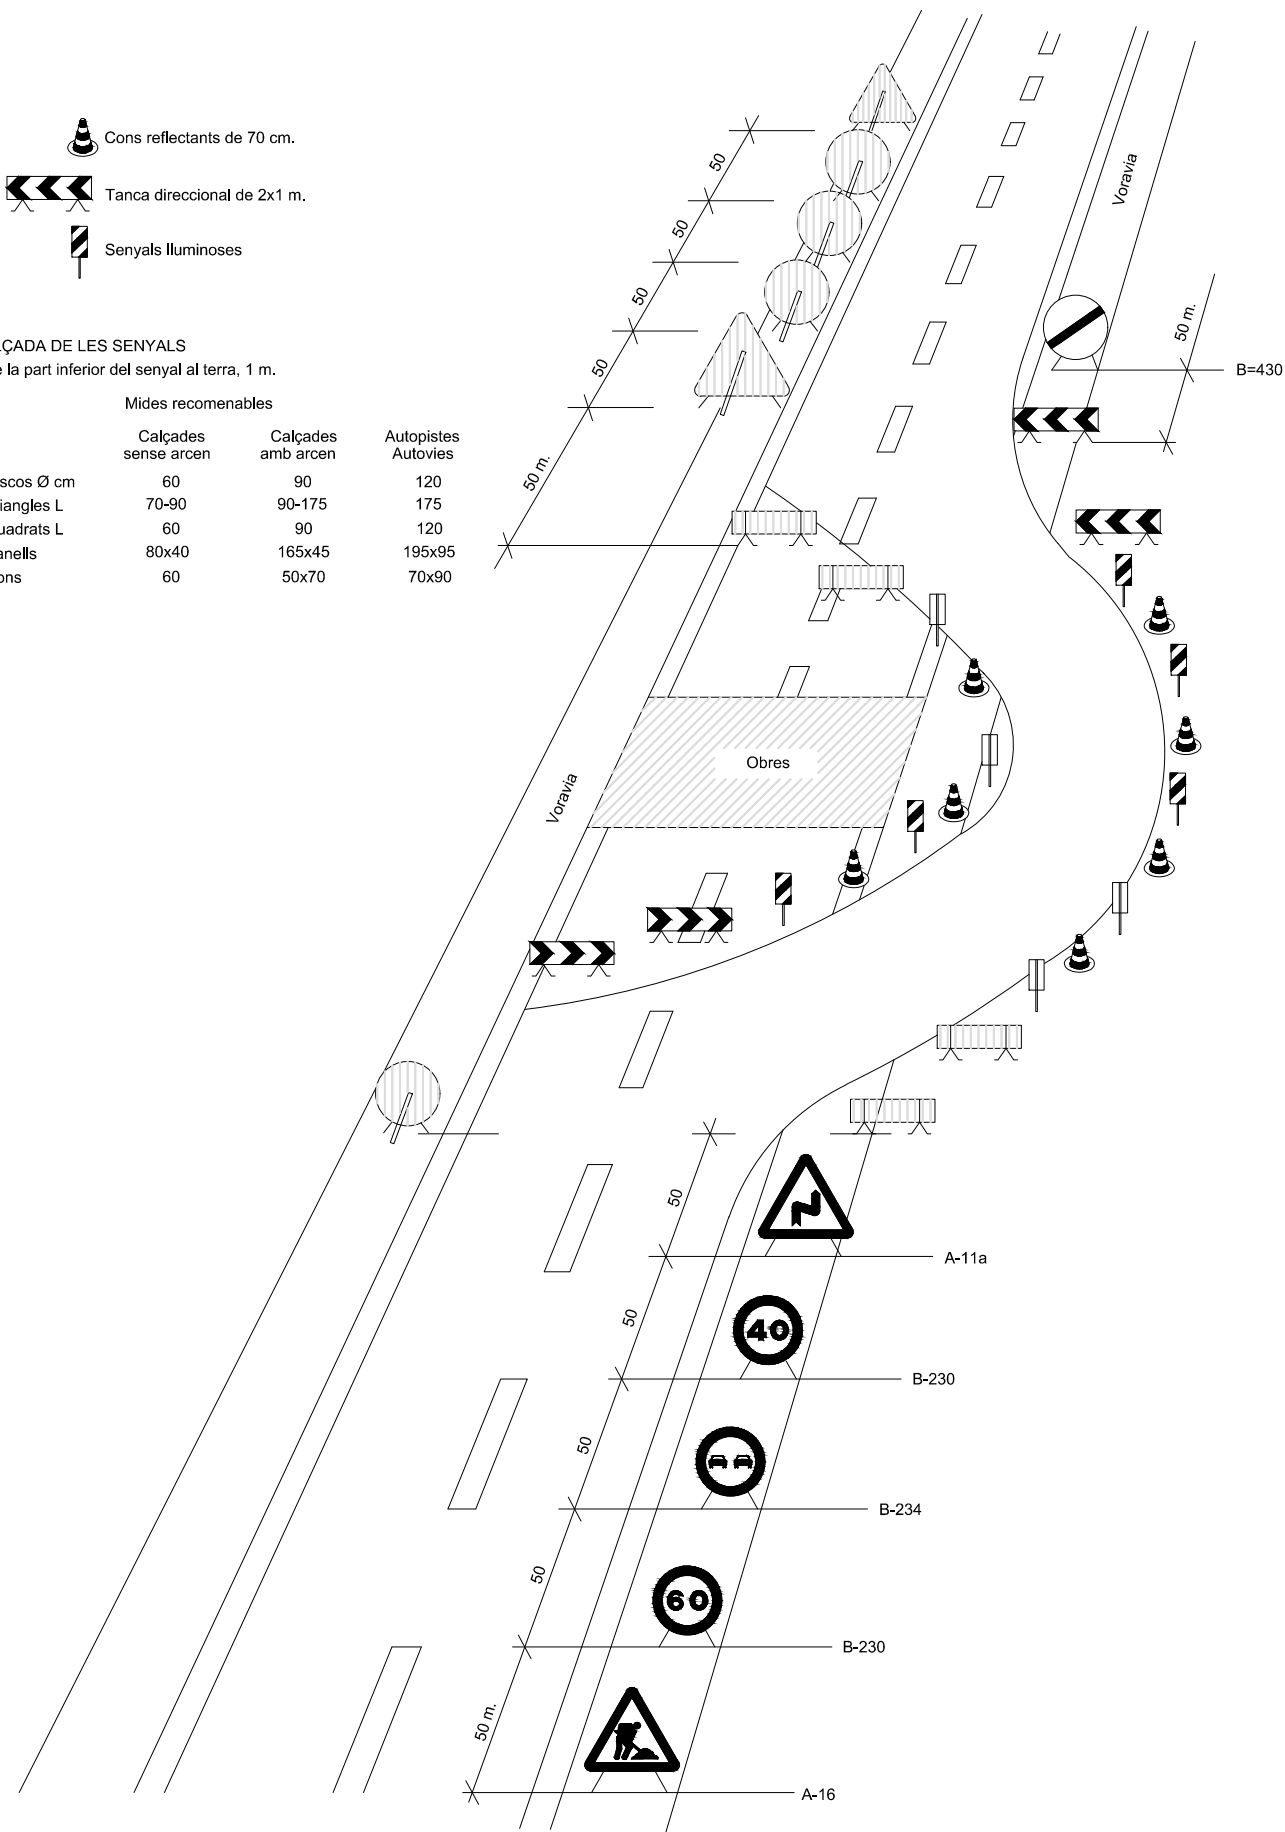 Cons reflectants de 70 cm.
Tanca direccional de 2x1 m.
Senyals lluminoses
LÇADA DE LES SENYALS
e la part inferior del senyal al terra, 1 m.
Mides recomenables
Calçades sense arcen
Calçades amb arcen
Autopistes Autovies
scos Ø cm 60 90 120
iangles L 70-90 90-175 175
uadrats L 60 90 120
anells 80x40 165x45 195x95
ons 60 50x70 70x90
50
50
50
50
50 m.
Voravia
50 m.
B=430
Obres
Voravia
50
A-11a
50
40
B-230
50
B-234
50
60
B-230
50 m.
A-16